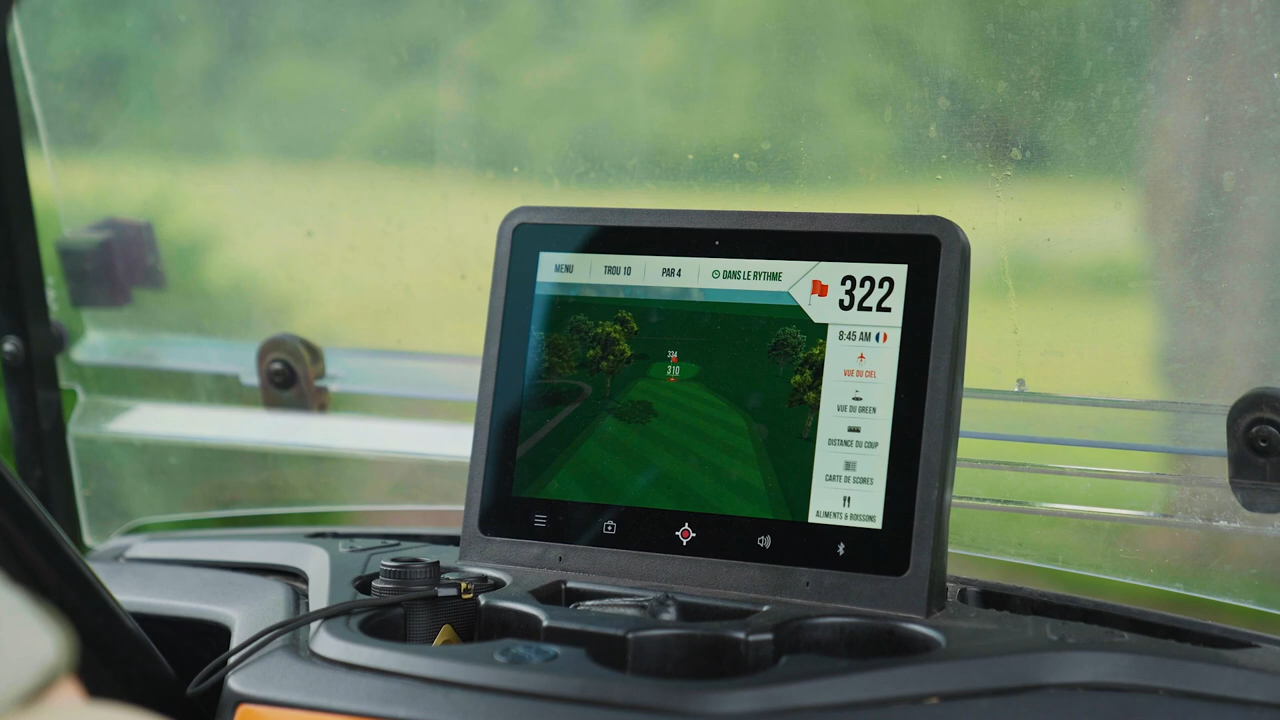 MENU
TROU 10
PAR 4
DANS LE RYTHME
322
8:45 AM
VUE DU CIEL
VUE DU GREEN
DISTANCE DU COUP
CARTE DE SCORES
ALIMENTS & BOISSONS
334
310